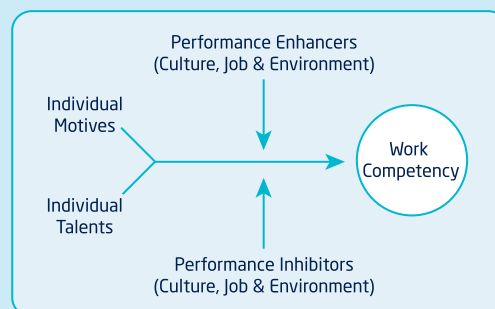 Performance Enhancers
(Culture, Job & Environment)
Individual
Motives
Work
Competency
Individual
Talents
Performance Inhibitors
(Culture, Job & Environment)